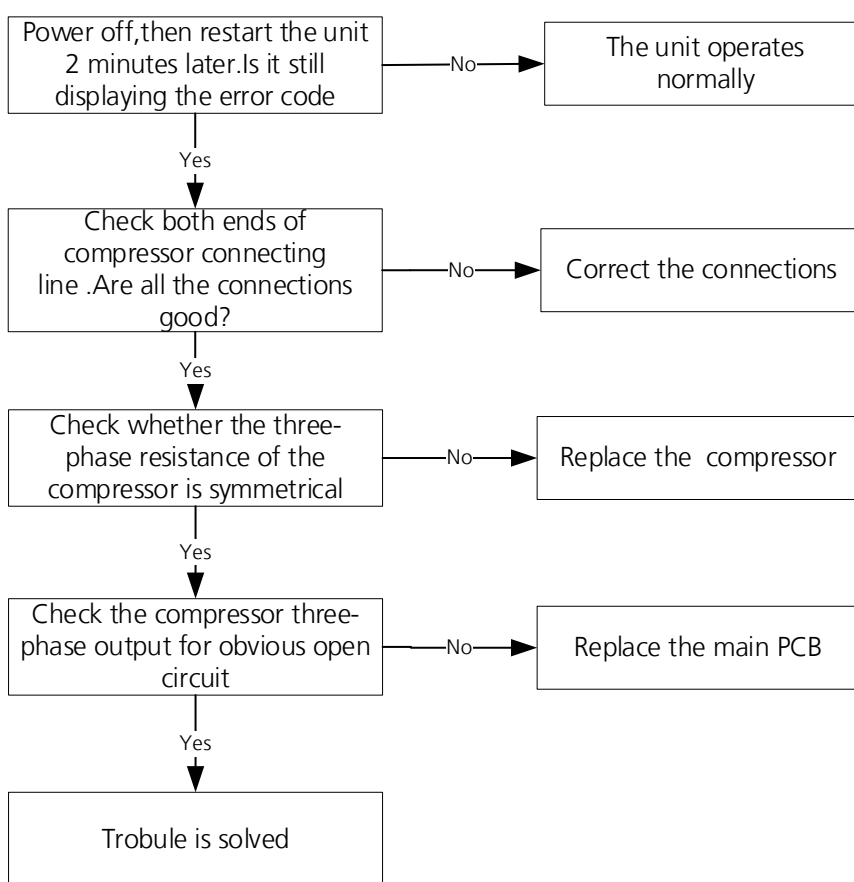 Power off,then restart the unit
2 minutes later.Is it still
displaying the error code
No
The unit operates
normally
Yes
Check both ends of
compressor connecting
line .Are all the connections
good?
No
Correct the connections
Yes
Check whether the three-
phase resistance of the
compressor is symmetrical
No
Replace the  compressor
Yes
Check the compressor three-
phase output for obvious open
circuit
No
Replace the main PCB
Yes
Trobule is solved